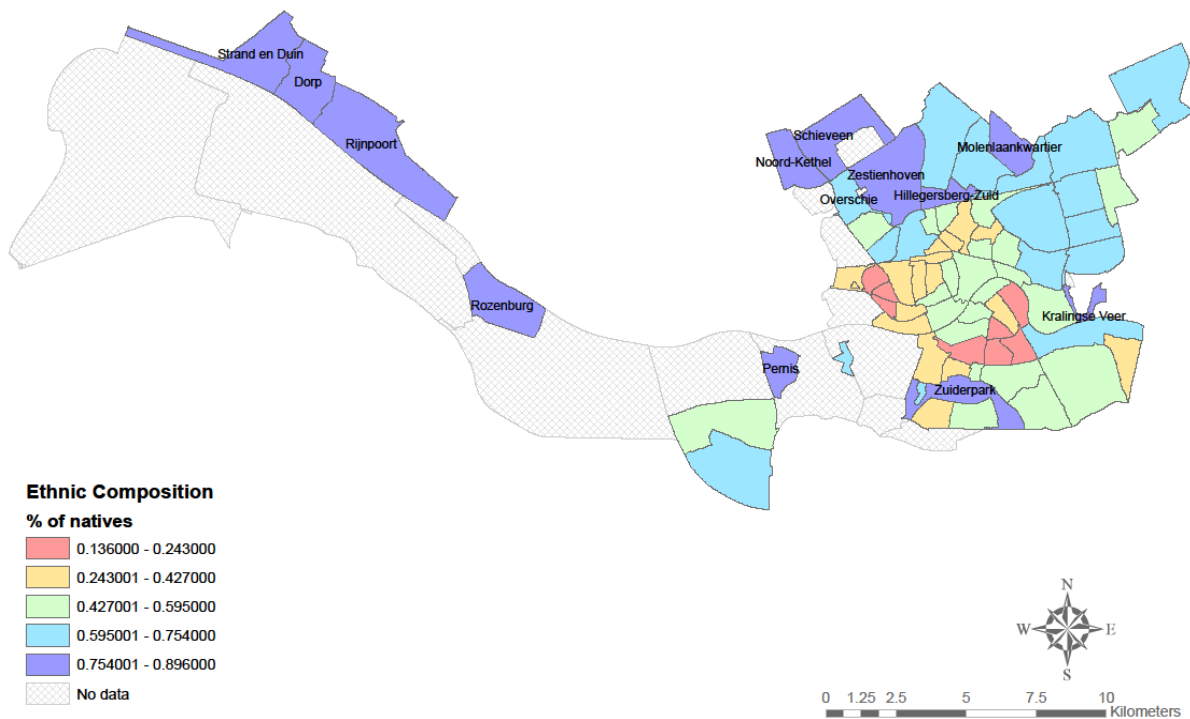 Strand en Duin
Dorp
Rijnpoort
Schieveen
Noord-Kethel
Molenlaankwartier
Zestienhoven
Overschie
Hillegersberg-Zuid
Rozenburg
Kralingse Veer
Pernis
Zuiderpark
Ethnic Composition
% of natives
0.136000 - 0.243000
0.243001 - 0.427000
0.427001 - 0.595000
0.595001 - 0.754000
0.754001 - 0.896000
No data
N
W
E
S
0 1.25 2.5 5 7.5 10
Kilometers